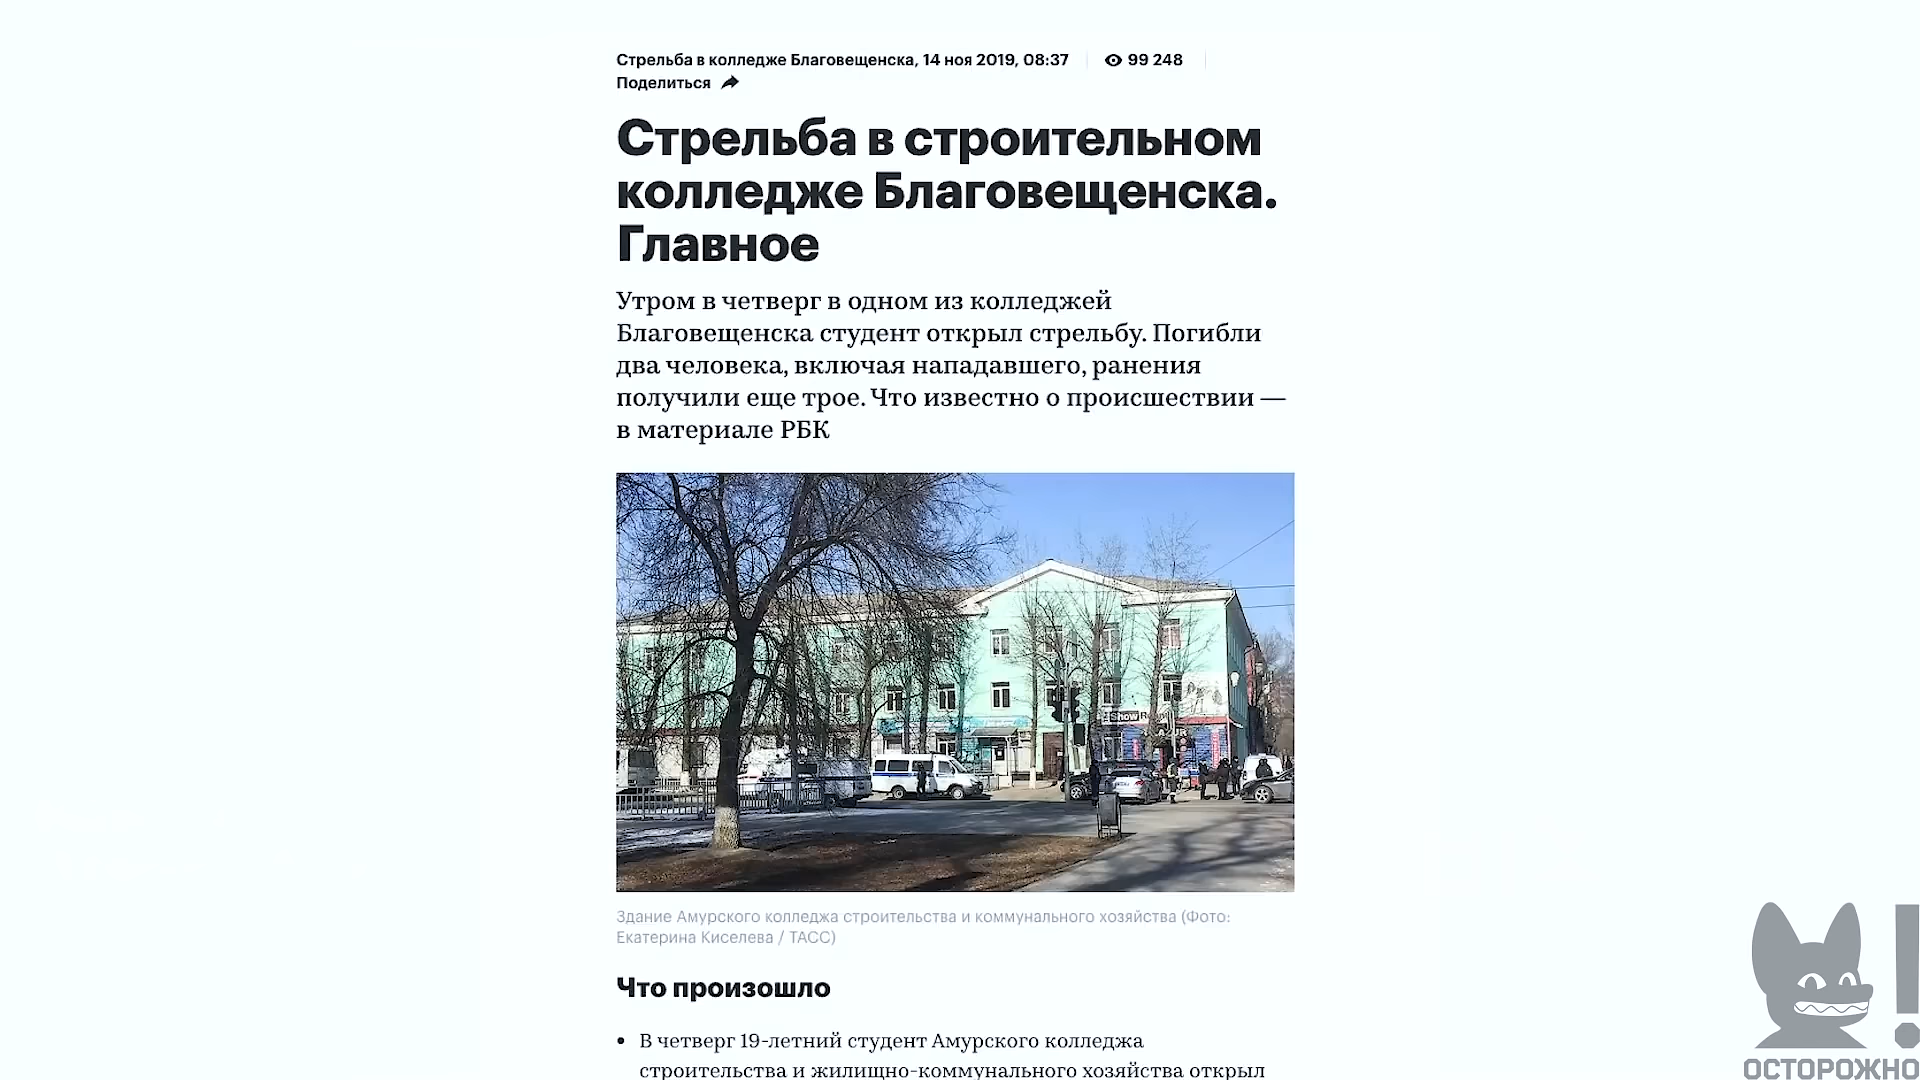 Стрельба в колледже Благовещенска, 14 ноя 2019, 08:37
99 248
Поделиться
Стрельба в строительном
колледже Благовещенска.
Главное
Утром в четверг в одном из колледжей
Благовещенска студент открыл стрельбу. Погибли
два человека, включая нападавшего, ранения
получили еще трое. Что известно о происшествии —
в материале РБК
Show
Здание Амурского колледжа строительства и коммунального хозяйства (Фото:
Екатерина Киселева / ТАСС)
Что произошло
• В четверг 19-летний студент Амурского колледжа
строительства и жилищно-коммунального хозяйства открыл
ОСТОРОЖНО